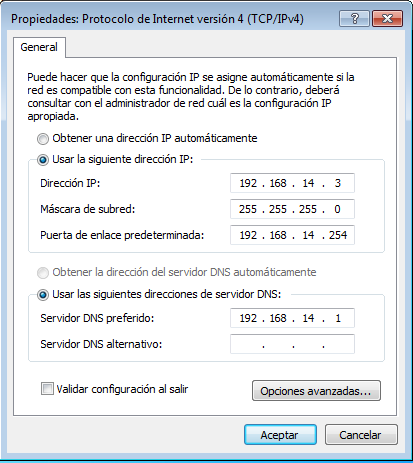 Propiedades: Protocolo de Internet versión 4 (TCP/IPv4)
?
General
Puede hacer que la configuración IP se asigne automáticamente si la
red es compatible con esta funcionalidad. De lo contrario, deberá
consultar con el administrador de red cuál es la configuración IP
apropiada.
Obtener una dirección IP automáticamente
Usar la siguiente dirección IP:
Dirección IP: 192 . 168 . 14 . 3
Máscara de subred: 255 . 255 . 255 . 0
Puerta de enlace predeterminada: 192 . 168 . 14 . 254
Obtener la dirección del servidor DNS automáticamente
Usar las siguientes direcciones de servidor DNS:
Servidor DNS preferido: 192 . 168 . 14 . 1
Servidor DNS alternativo: . . .
Validar configuración al salir
Opciones avanzadas...
Aceptar
Cancelar